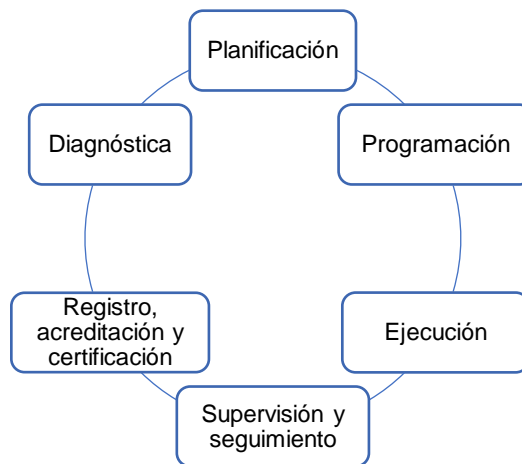 Planificación
Diagnóstica
Programación
Registro,
acreditación y
certificación
Ejecución
Supervisión y
seguimiento